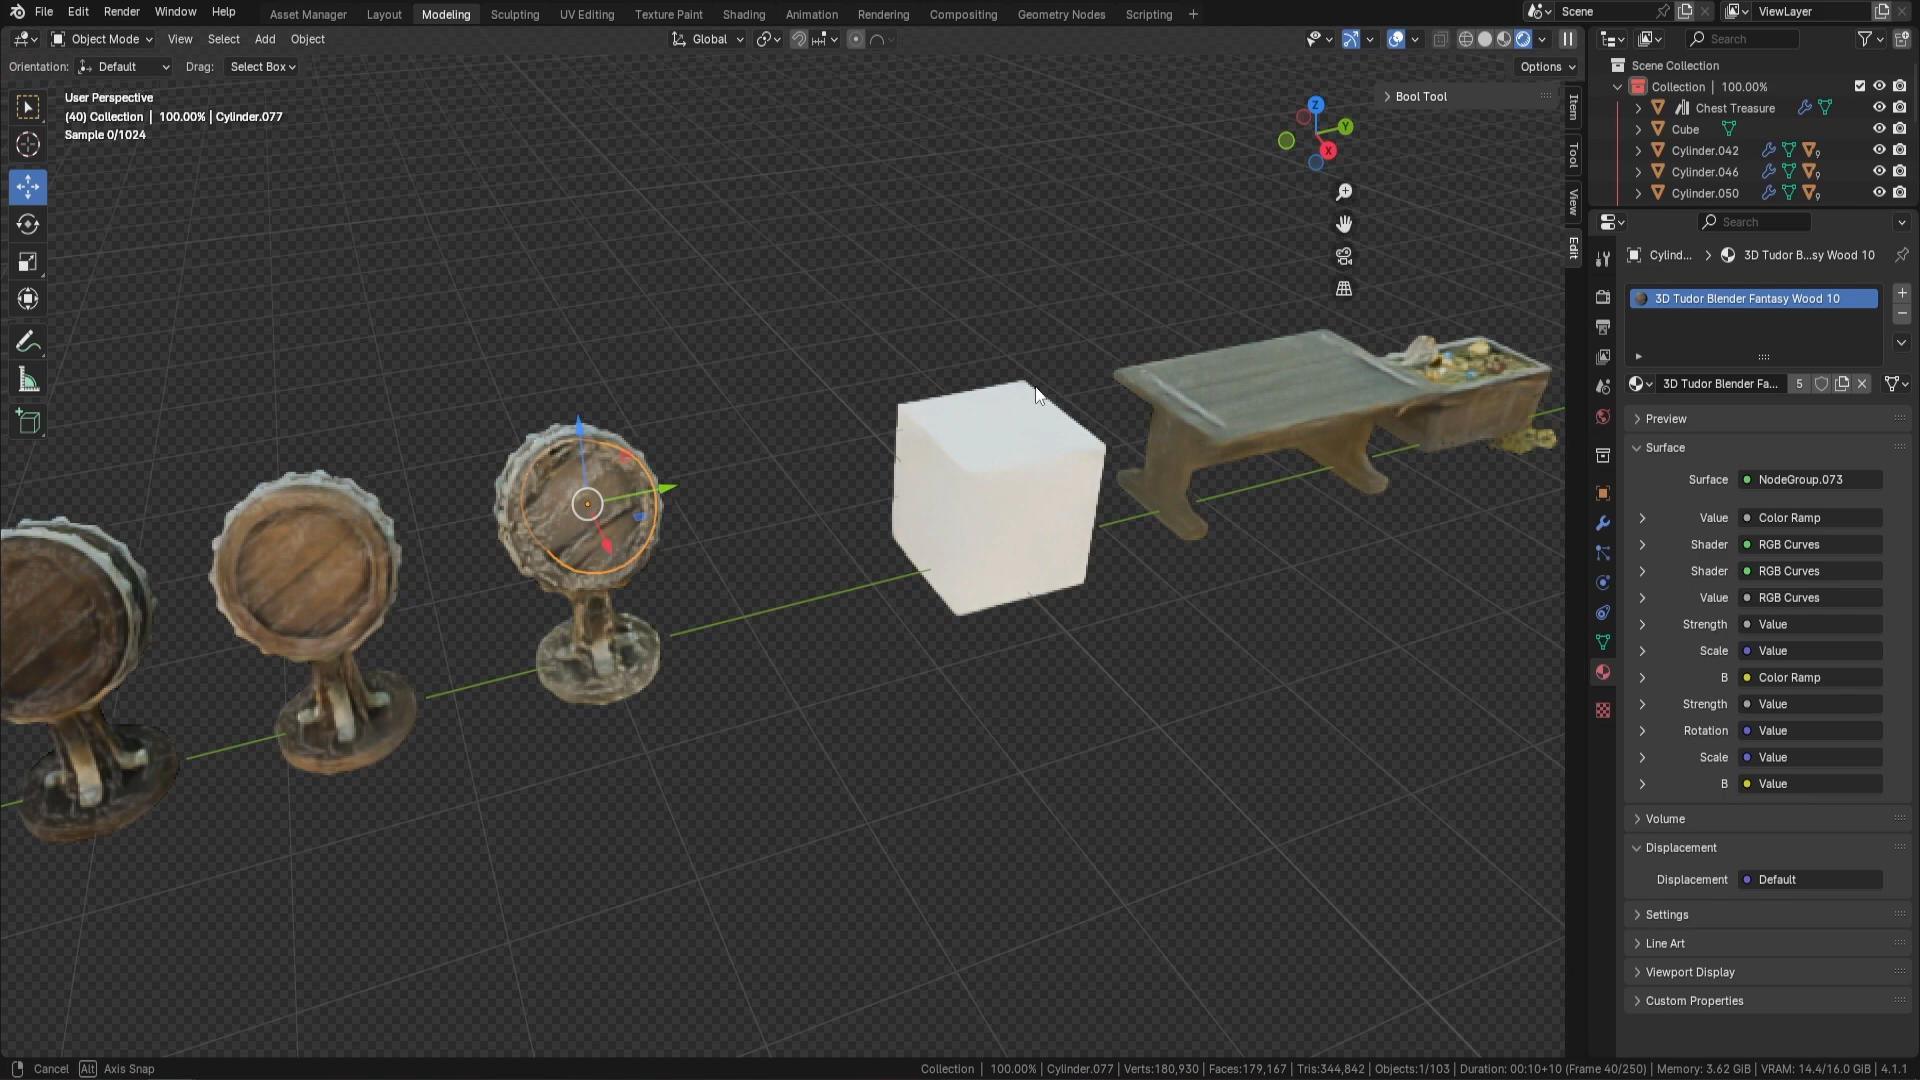 File Edit Render Window Help
Asset Manager Layout Modeling Sculpting UV Editing Texture Paint Shading Animation Rendering Compositing Geometry Nodes Scripting +
Scene
ViewLayer
Object Mode View Select Add Object
Global
Search
Orientation: Default Drag: Select Box
Options
User Perspective
(40) Collection | 100.00% | Cylinder.077
Sample 0/1024
Bool Tool
Z
Y
X
Item
Tool
View
Edit
Scene Collection
Collection | 100.00%
Chest Treasure
Cube
Cylinder.042
9
Cylinder.046
9
Cylinder.050
9
Search
Cylind... 3D Tudor B...sy Wood 10
3D Tudor Blender Fantasy Wood 10
3D Tudor Blender Fa... 5
Preview
Surface
Surface NodeGroup.073
Value Color Ramp
Shader RGB Curves
Shader RGB Curves
Value RGB Curves
Strength Value
Scale Value
B Color Ramp
Strength Value
Rotation Value
Scale Value
B Value
Volume
Displacement
Displacement Default
Settings
Line Art
Viewport Display
Custom Properties
Cancel Alt Axis Snap
Collection | 100.00% | Cylinder.077 | Verts:180,930 | Faces:179,167 | Tris:344,842 | Objects:1/103 | Duration: 00:10+10 (Frame 40/250) | Memory: 3.62 GiB | VRAM: 14.4/16.0 GiB | 4.1.1